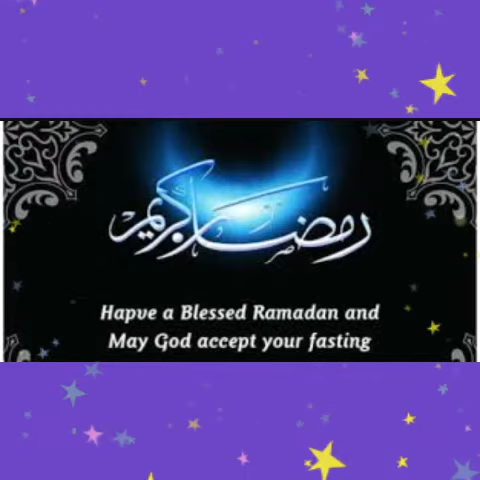 رمضان كريم
Hapve a Blessed Ramadan and
May God accept your fasting